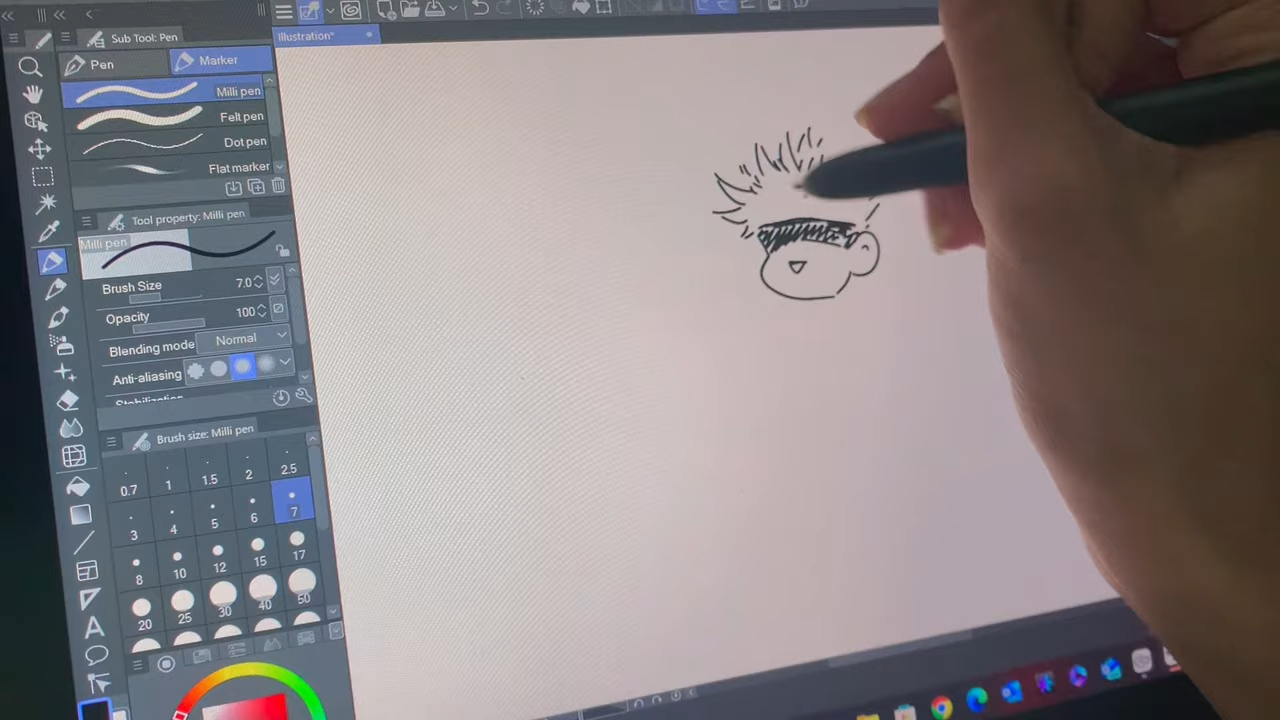 Sub Tool: Pen
Illustration*
Pen
Marker
Milli pen
Felt pen
Dot pen
Flat marker
Tool property: Milli pen
Milli pen
Brush Size 7.0
Opacity 100
Blending mode Normal
Anti-aliasing
Stabilization
Brush size: Milli pen
0.7 1 1.5 2 2.5
3 4 5 6 7
8 10 12 15 17
20 25 30 40 50